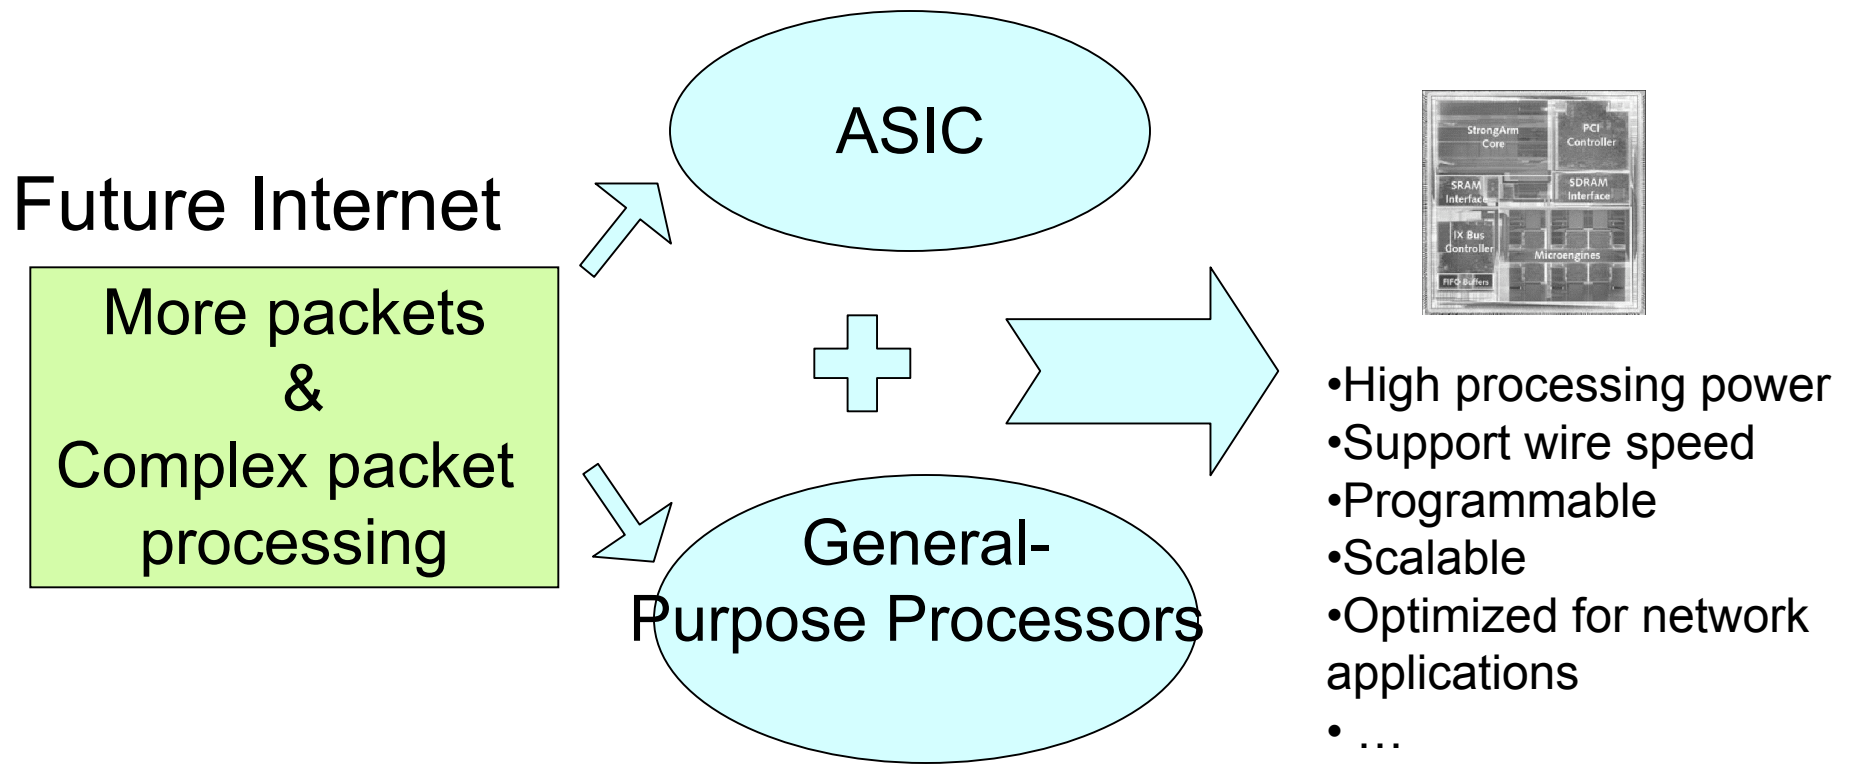 Future Internet
More packets
&
Complex packet
processing
ASIC
General-
Purpose Processors
StrongArm
Core
PCI
Controller
SRAM
Interface
SDRAM
Interface
IX Bus
Controller
Microengines
FIFO Buffers
•High processing power
•Support wire speed
•Programmable
•Scalable
•Optimized for network
applications
• …